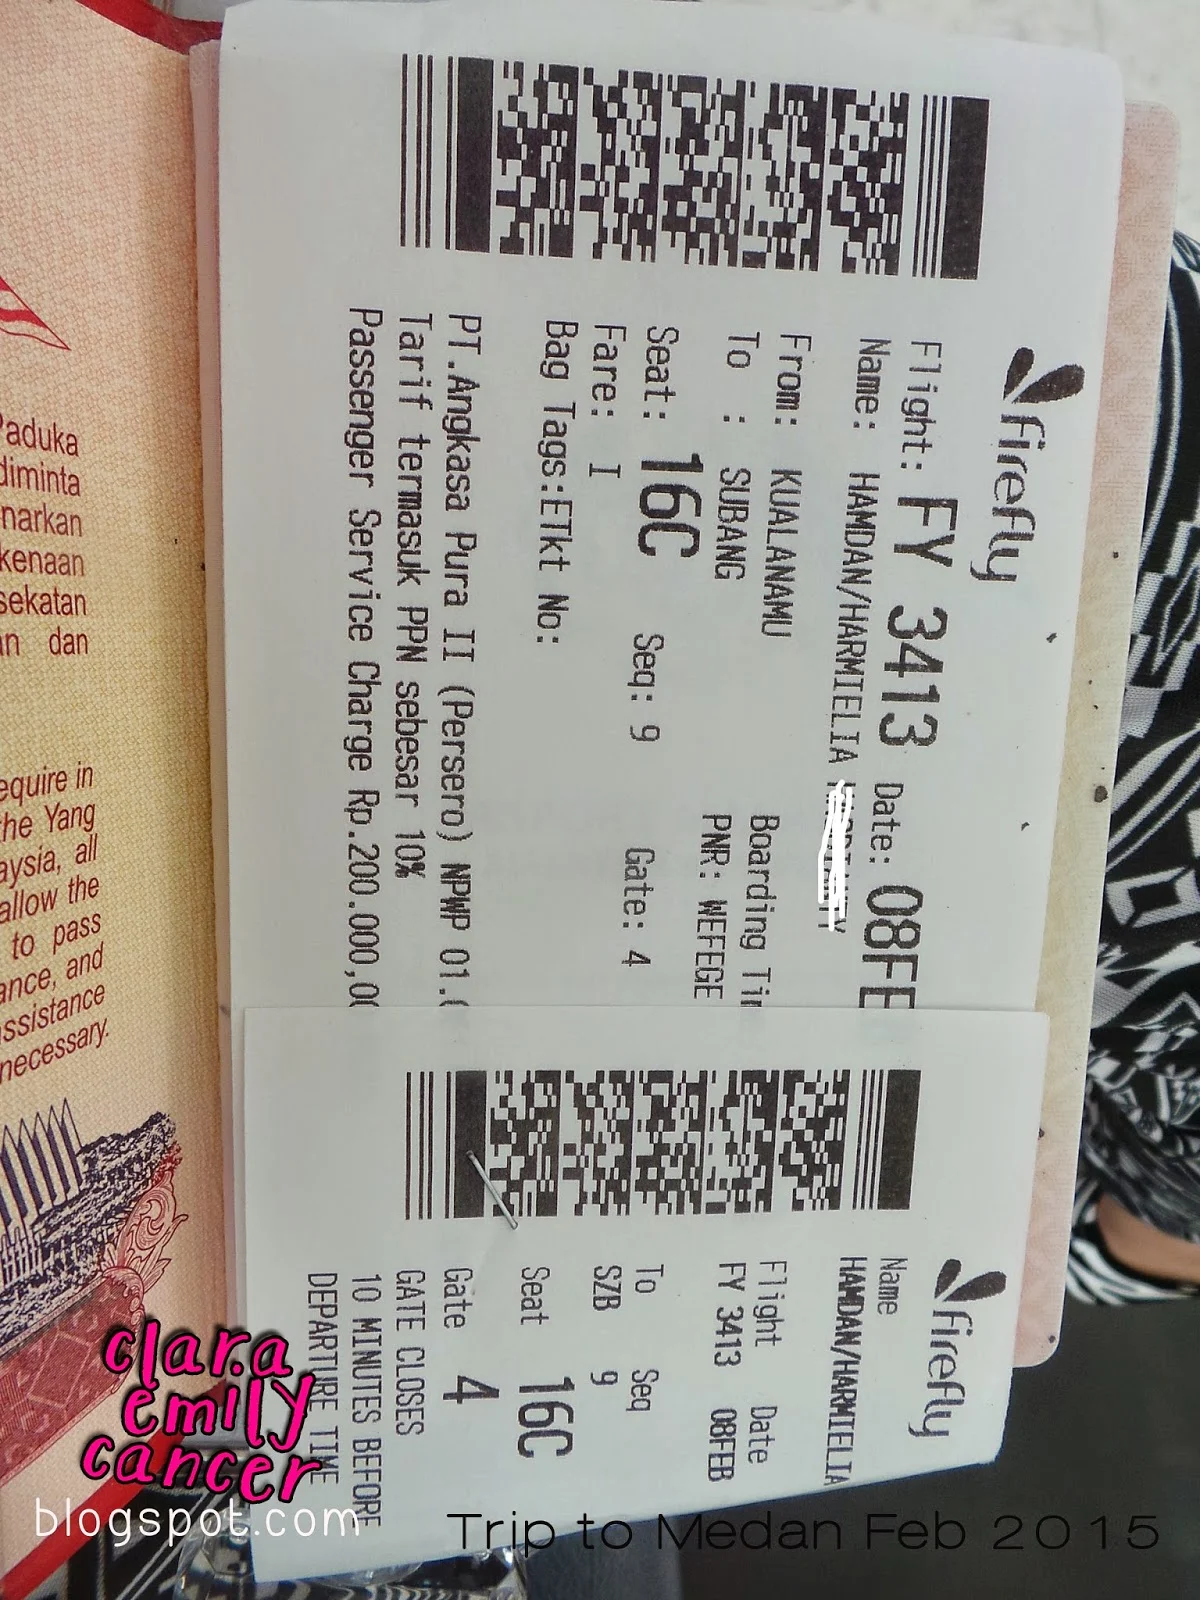 firefly
Flight: FY 3413 Date: 08FE
Name: HAMDAN/HARMIELIA
From: KUALANAMU
To : SUBANG
Boarding Ti
PNR: WEFEGE
Seat: 16C Seq: 9 Gate: 4
Fare: I
Bag Tags:ETkt No:
PT.Angkasa Pura II (Persero) NPWP 01.
Tarif termasuk PPN sebesar 10%
Passenger Service Charge Rp.200.000,00
firefly
Name
HAMDAN/HARMIELIA
Flight Date
FY 3413 08FEB
To Seq
SZB 9
Seat 16C
Gate 4
GATE CLOSES
10 MINUTES BEFORE
DEPARTURE TIME
Paduka
diminta
narkan
kenaan
sekatan
an dan
equire in
the Yang
aysia, all
allow the
to pass
ance, and
assistance
necessary.
clara
emily
cancer
blogspot.com
Trip to Medan Feb 2015